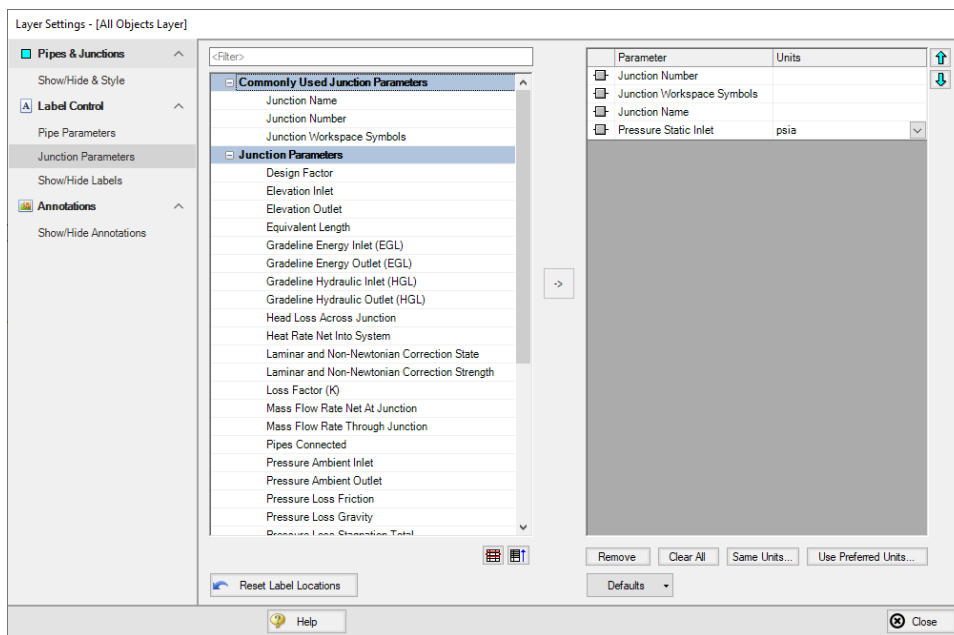 Layer Settings - [All Objects Layer]
Pipes & Junctions
Show/Hide & Style
A Label Control
Pipe Parameters
Junction Parameters
Show/Hide Labels
Annotations
Show/Hide Annotations
<Filter>
Commonly Used Junction Parameters
Junction Name
Junction Number
Junction Workspace Symbols
Junction Parameters
Design Factor
Elevation Inlet
Elevation Outlet
Equivalent Length
Gradeline Energy Inlet (EGL)
Gradeline Energy Outlet (EGL)
Gradeline Hydraulic Inlet (HGL)
Gradeline Hydraulic Outlet (HGL)
Head Loss Across Junction
Heat Rate Net Into System
Laminar and Non-Newtonian Correction State
Laminar and Non-Newtonian Correction Strength
Loss Factor (K)
Mass Flow Rate Net At Junction
Mass Flow Rate Through Junction
Pipes Connected
Pressure Ambient Inlet
Pressure Ambient Outlet
Pressure Loss Friction
Pressure Loss Gravity
Pressure Loss Stagnation Total
Reset Label Locations
->
Parameter Units
Junction Number
Junction Workspace Symbols
Junction Name
Pressure Static Inlet psia
Remove Clear All Same Units... Use Preferred Units...
Defaults
Help
Close